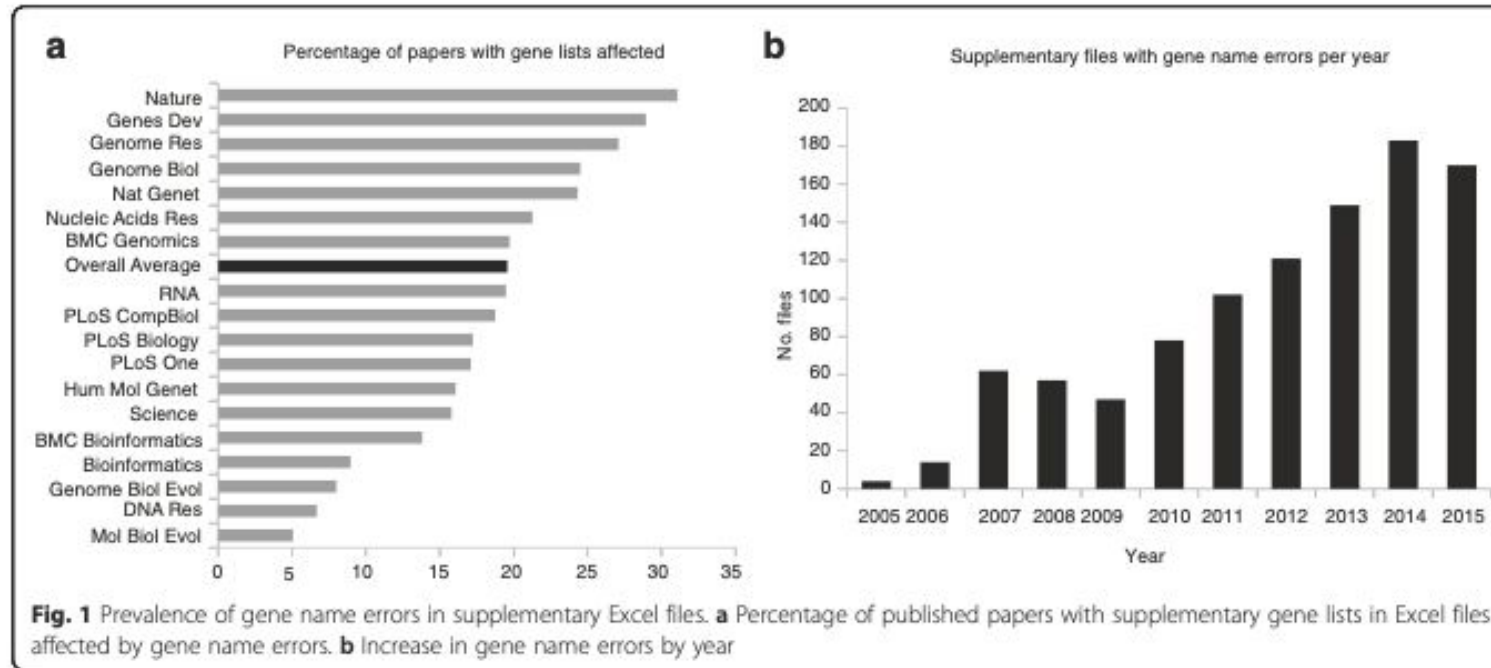 a
Percentage of papers with gene lists affected
Nature
Genes Dev
Genome Res
Genome Biol
Nat Genet
Nucleic Acids Res
BMC Genomics
Overall Average
RNA
PLoS CompBiol
PLoS Biology
PLoS One
Hum Mol Genet
Science
BMC Bioinformatics
Bioinformatics
Genome Biol Evol
DNA Res
Mol Biol Evol
0 5 10 15 20 25 30 35
b
Supplementary files with gene name errors per year
No. files
200
180
160
140
120
100
80
60
40
20
0
2005 2006 2007 2008 2009 2010 2011 2012 2013 2014 2015
Year
Fig. 1 Prevalence of gene name errors in supplementary Excel files. a Percentage of published papers with supplementary gene lists in Excel files
affected by gene name errors. b Increase in gene name errors by year